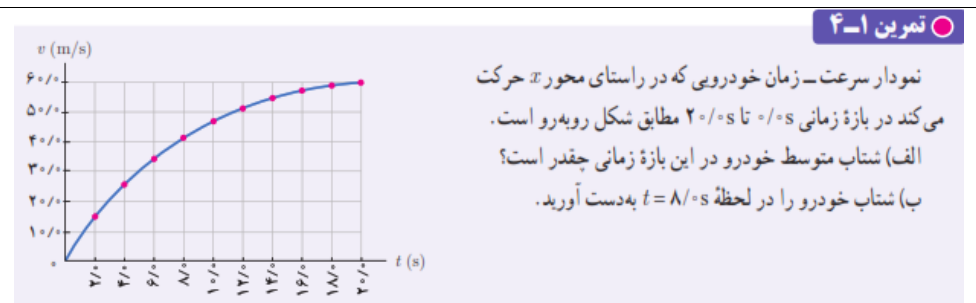 تمرین ۱ــ۴
نمودار سرعت ــ زمان خودرویی که در راستای محور x حرکت
می‌کند در بازهٔ زمانی ۰/۰s تا ۲۰/۰s مطابق شکل روبه‌رو است.
الف) شتاب متوسط خودرو در این بازهٔ زمانی چقدر است؟
ب) شتاب خودرو را در لحظهٔ t = ۸/۰s به‌دست آورید.
v (m/s)
۶۰/۰
۵۰/۰
۴۰/۰
۳۰/۰
۲۰/۰
۱۰/۰
۰
۲/۰
۴/۰
۶/۰
۸/۰
۱۰/۰
۱۲/۰
۱۴/۰
۱۶/۰
۱۸/۰
۲۰/۰
t (s)